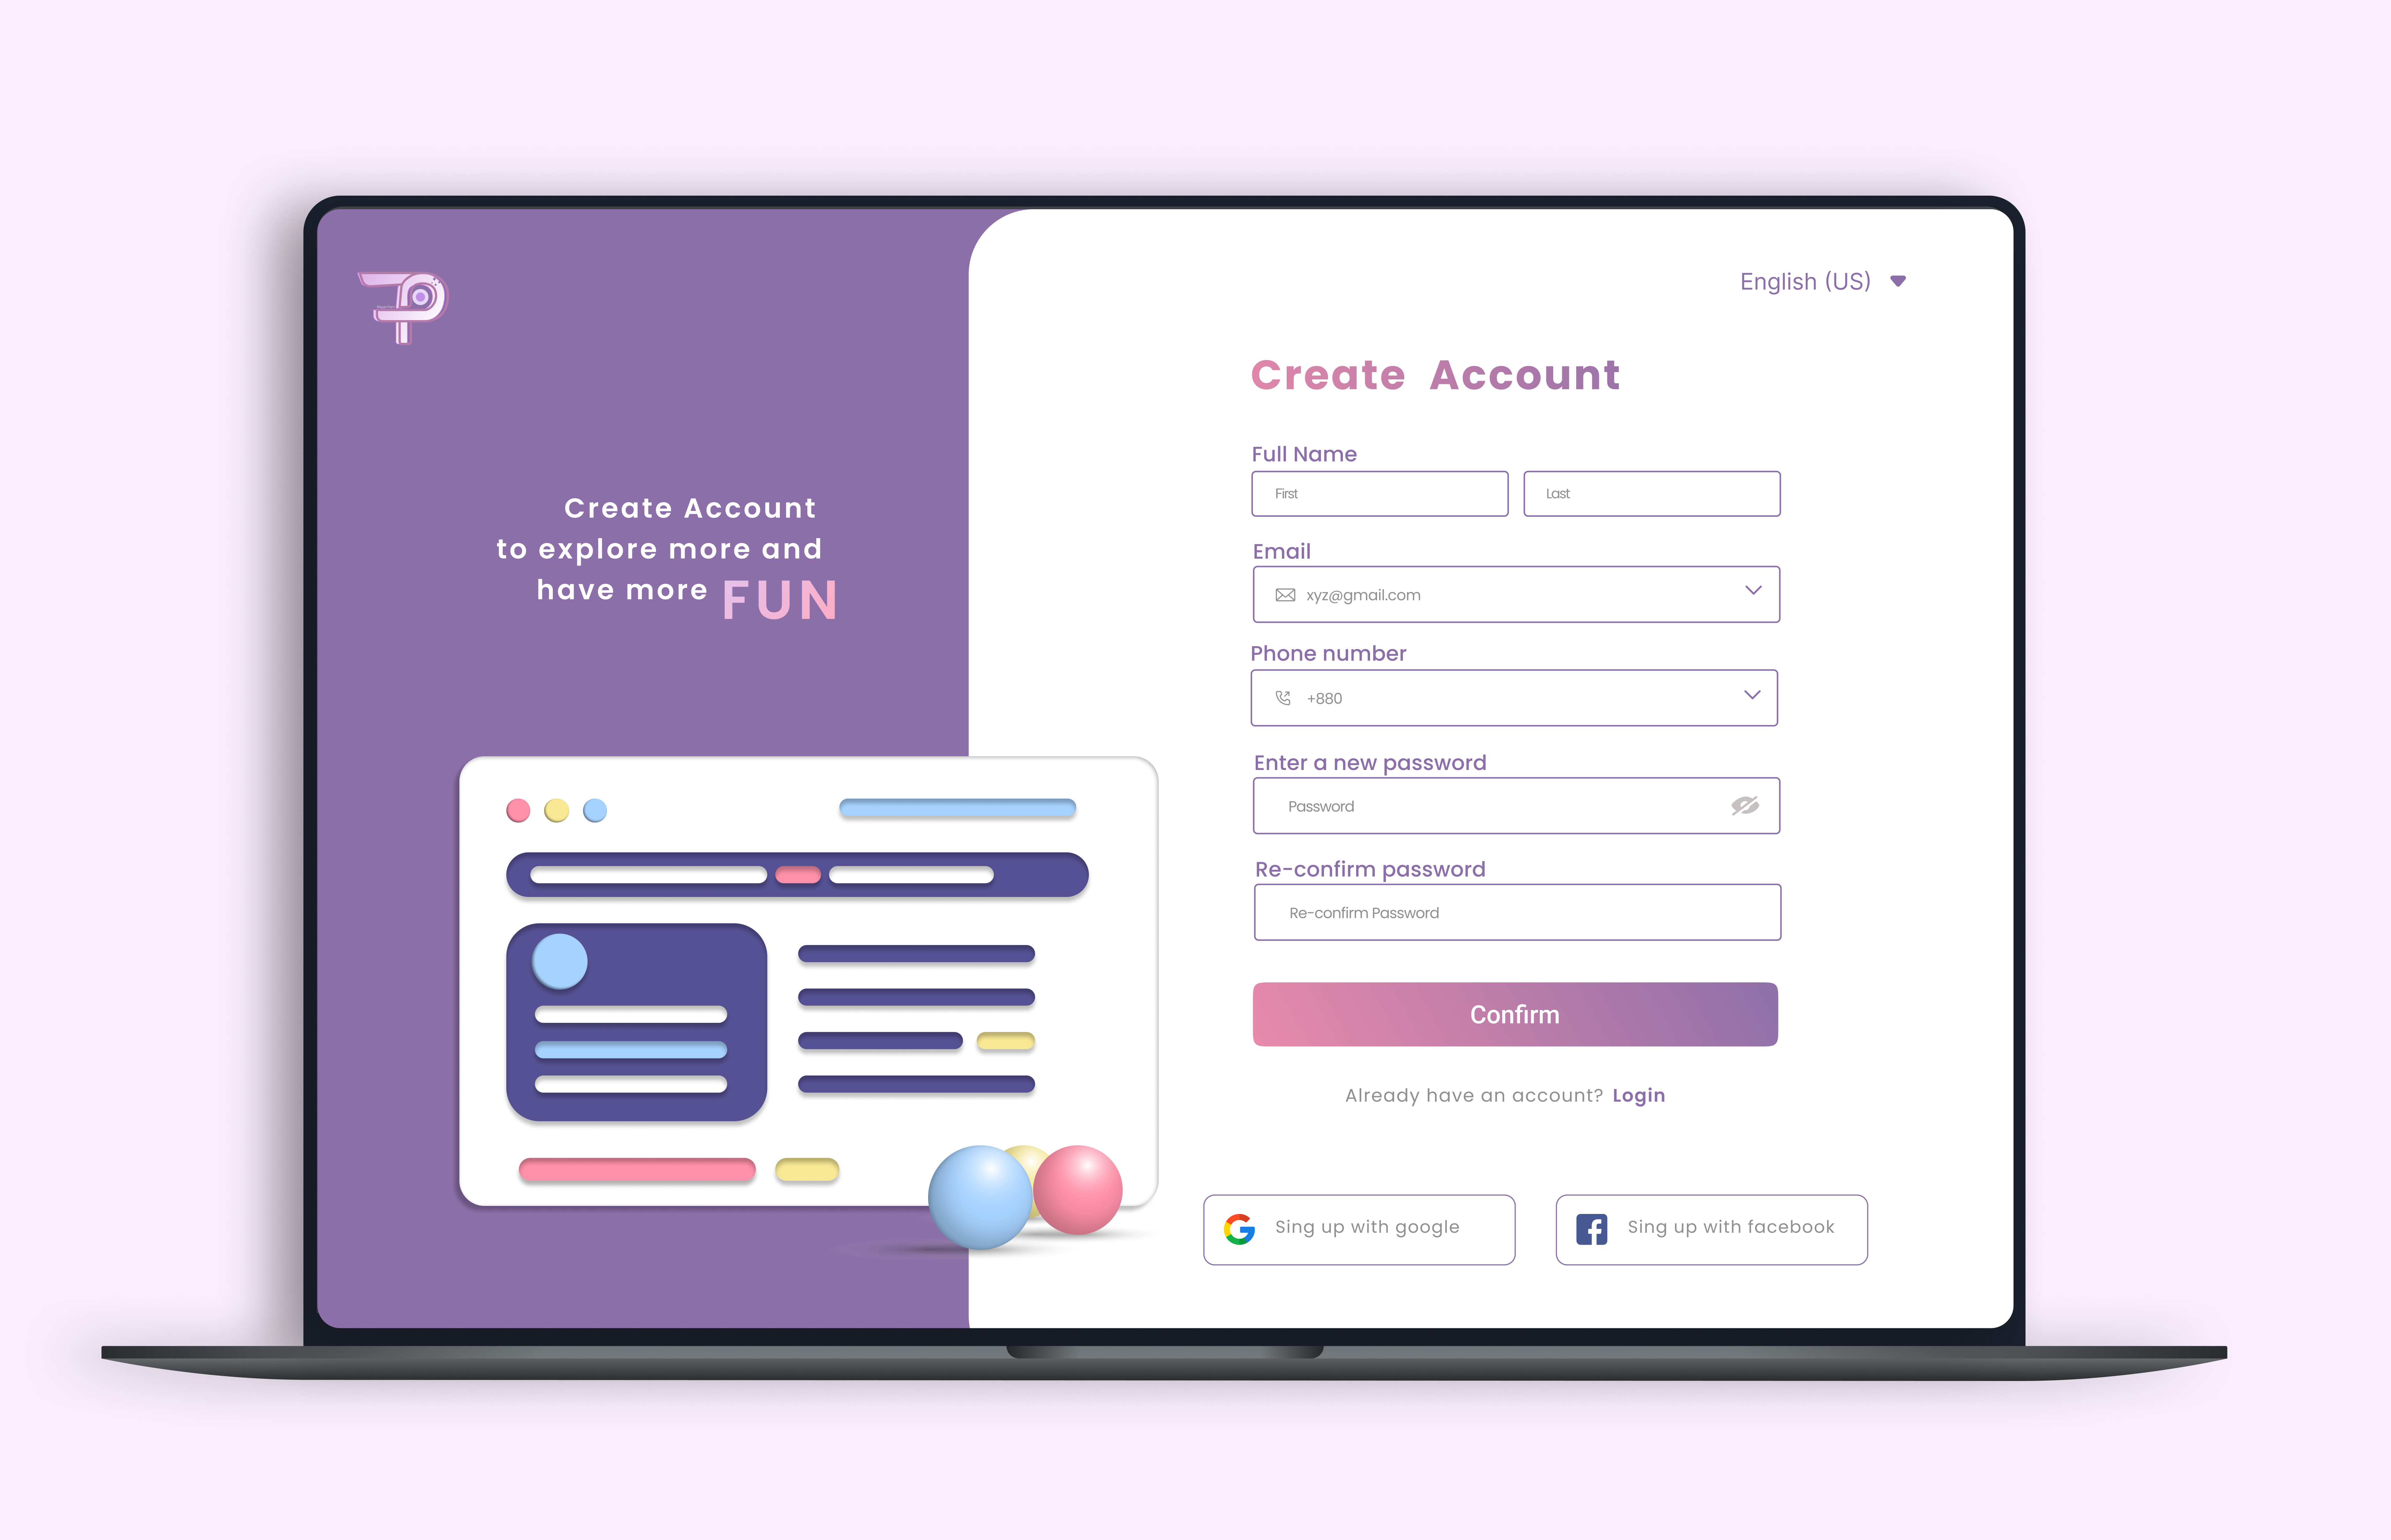 English (US)
Create Account
to explore more and
have more FUN
Create Account
Full Name
First
Last
Email
xyz@gmail.com
Phone number
+880
Enter a new password
Password
Re-confirm password
Re-confirm Password
Confirm
Already have an account? Login
Sing up with google
Sing up with facebook